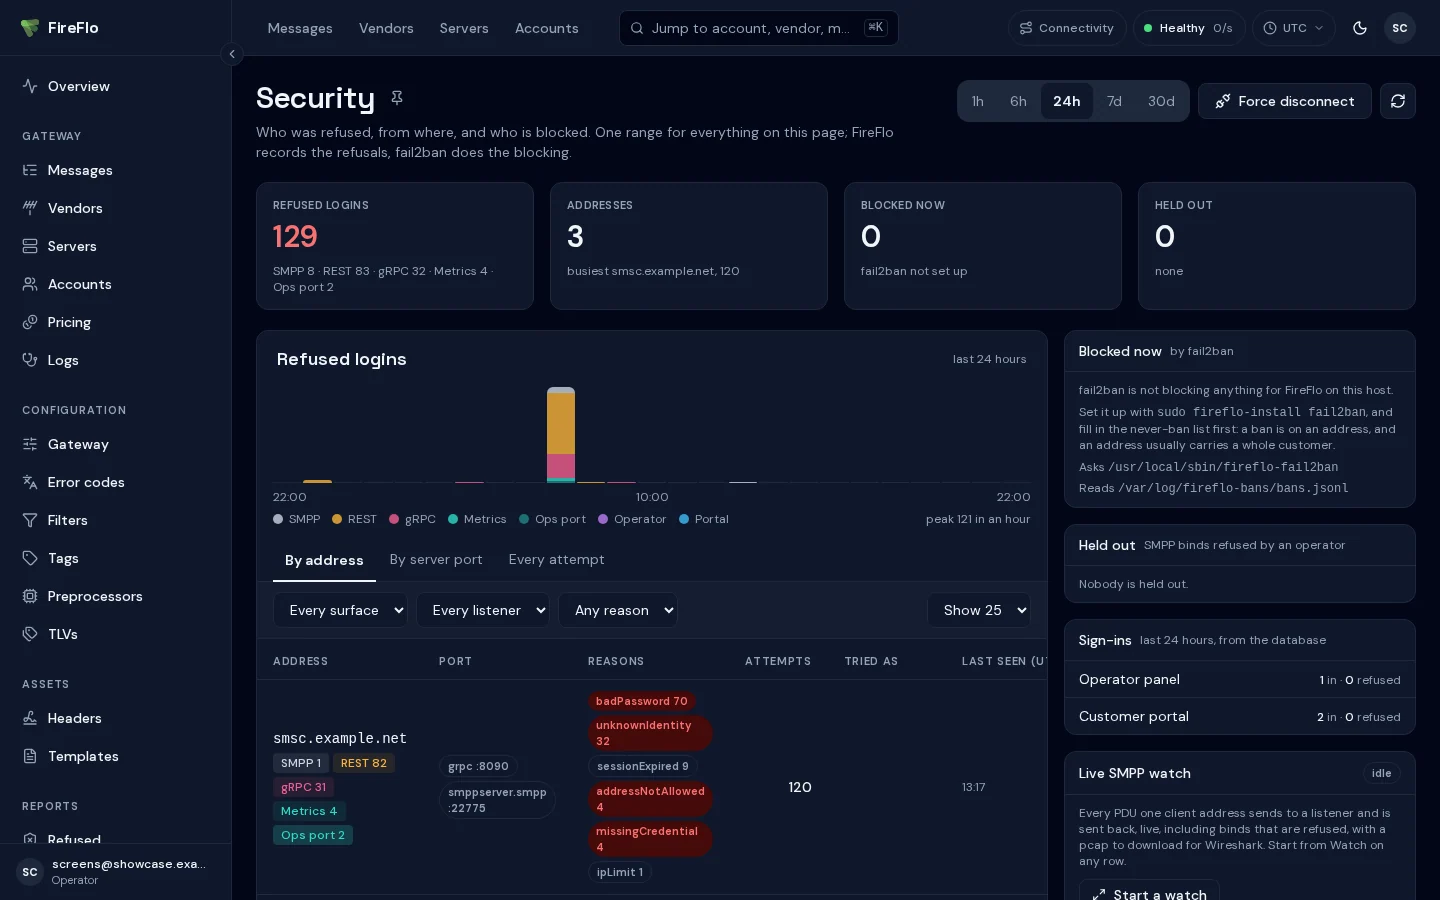 FireFlo
Messages
Vendors
Servers
Accounts
Jump to account, vendor, m...
⌘K
Connectivity
Healthy 0/s
UTC
SC
Overview
GATEWAY
Messages
Vendors
Servers
Accounts
Pricing
Logs
CONFIGURATION
Gateway
Error codes
Filters
Tags
Preprocessors
TLVs
ASSETS
Headers
Templates
REPORTS
Refused
SC
screens@showcase.exa...
Operator
Security
1h
6h
24h
7d
30d
Force disconnect
Who was refused, from where, and who is blocked. One range for everything on this page; FireFlo
records the refusals, fail2ban does the blocking.
REFUSED LOGINS
129
SMPP 8 · REST 83 · gRPC 32 · Metrics 4 ·
Ops port 2
ADDRESSES
3
busiest smsc.example.net, 120
BLOCKED NOW
0
fail2ban not set up
HELD OUT
0
none
Refused logins
last 24 hours
22:00
10:00
22:00
SMPP
REST
gRPC
Metrics
Ops port
Operator
Portal
peak 121 in an hour
By address
By server port
Every attempt
Every surface
Every listener
Any reason
Show 25
ADDRESS
PORT
REASONS
ATTEMPTS
TRIED AS
LAST SEEN (UT
smsc.example.net
SMPP 1
REST 82
gRPC 31
Metrics 4
Ops port 2
grpc :8090
smppserver.smpp
:22775
badPassword 70
unknownIdentity
32
sessionExpired 9
addressNotAllowed
4
missingCredential
4
ipLimit 1
120
13:17
Blocked now by fail2ban
fail2ban is not blocking anything for FireFlo on this host.
Set it up with sudo fireflo-install fail2ban, and
fill in the never-ban list first: a ban is on an address, and
an address usually carries a whole customer.
Asks /usr/local/sbin/fireflo-fail2ban
Reads /var/log/fireflo-bans/bans.jsonl
Held out SMPP binds refused by an operator
Nobody is held out.
Sign-ins last 24 hours, from the database
Operator panel
1 in · 0 refused
Customer portal
2 in · 0 refused
Live SMPP watch
idle
Every PDU one client address sends to a listener and is
sent back, live, including binds that are refused, with a
pcap to download for Wireshark. Start from Watch on
any row.
Start a watch